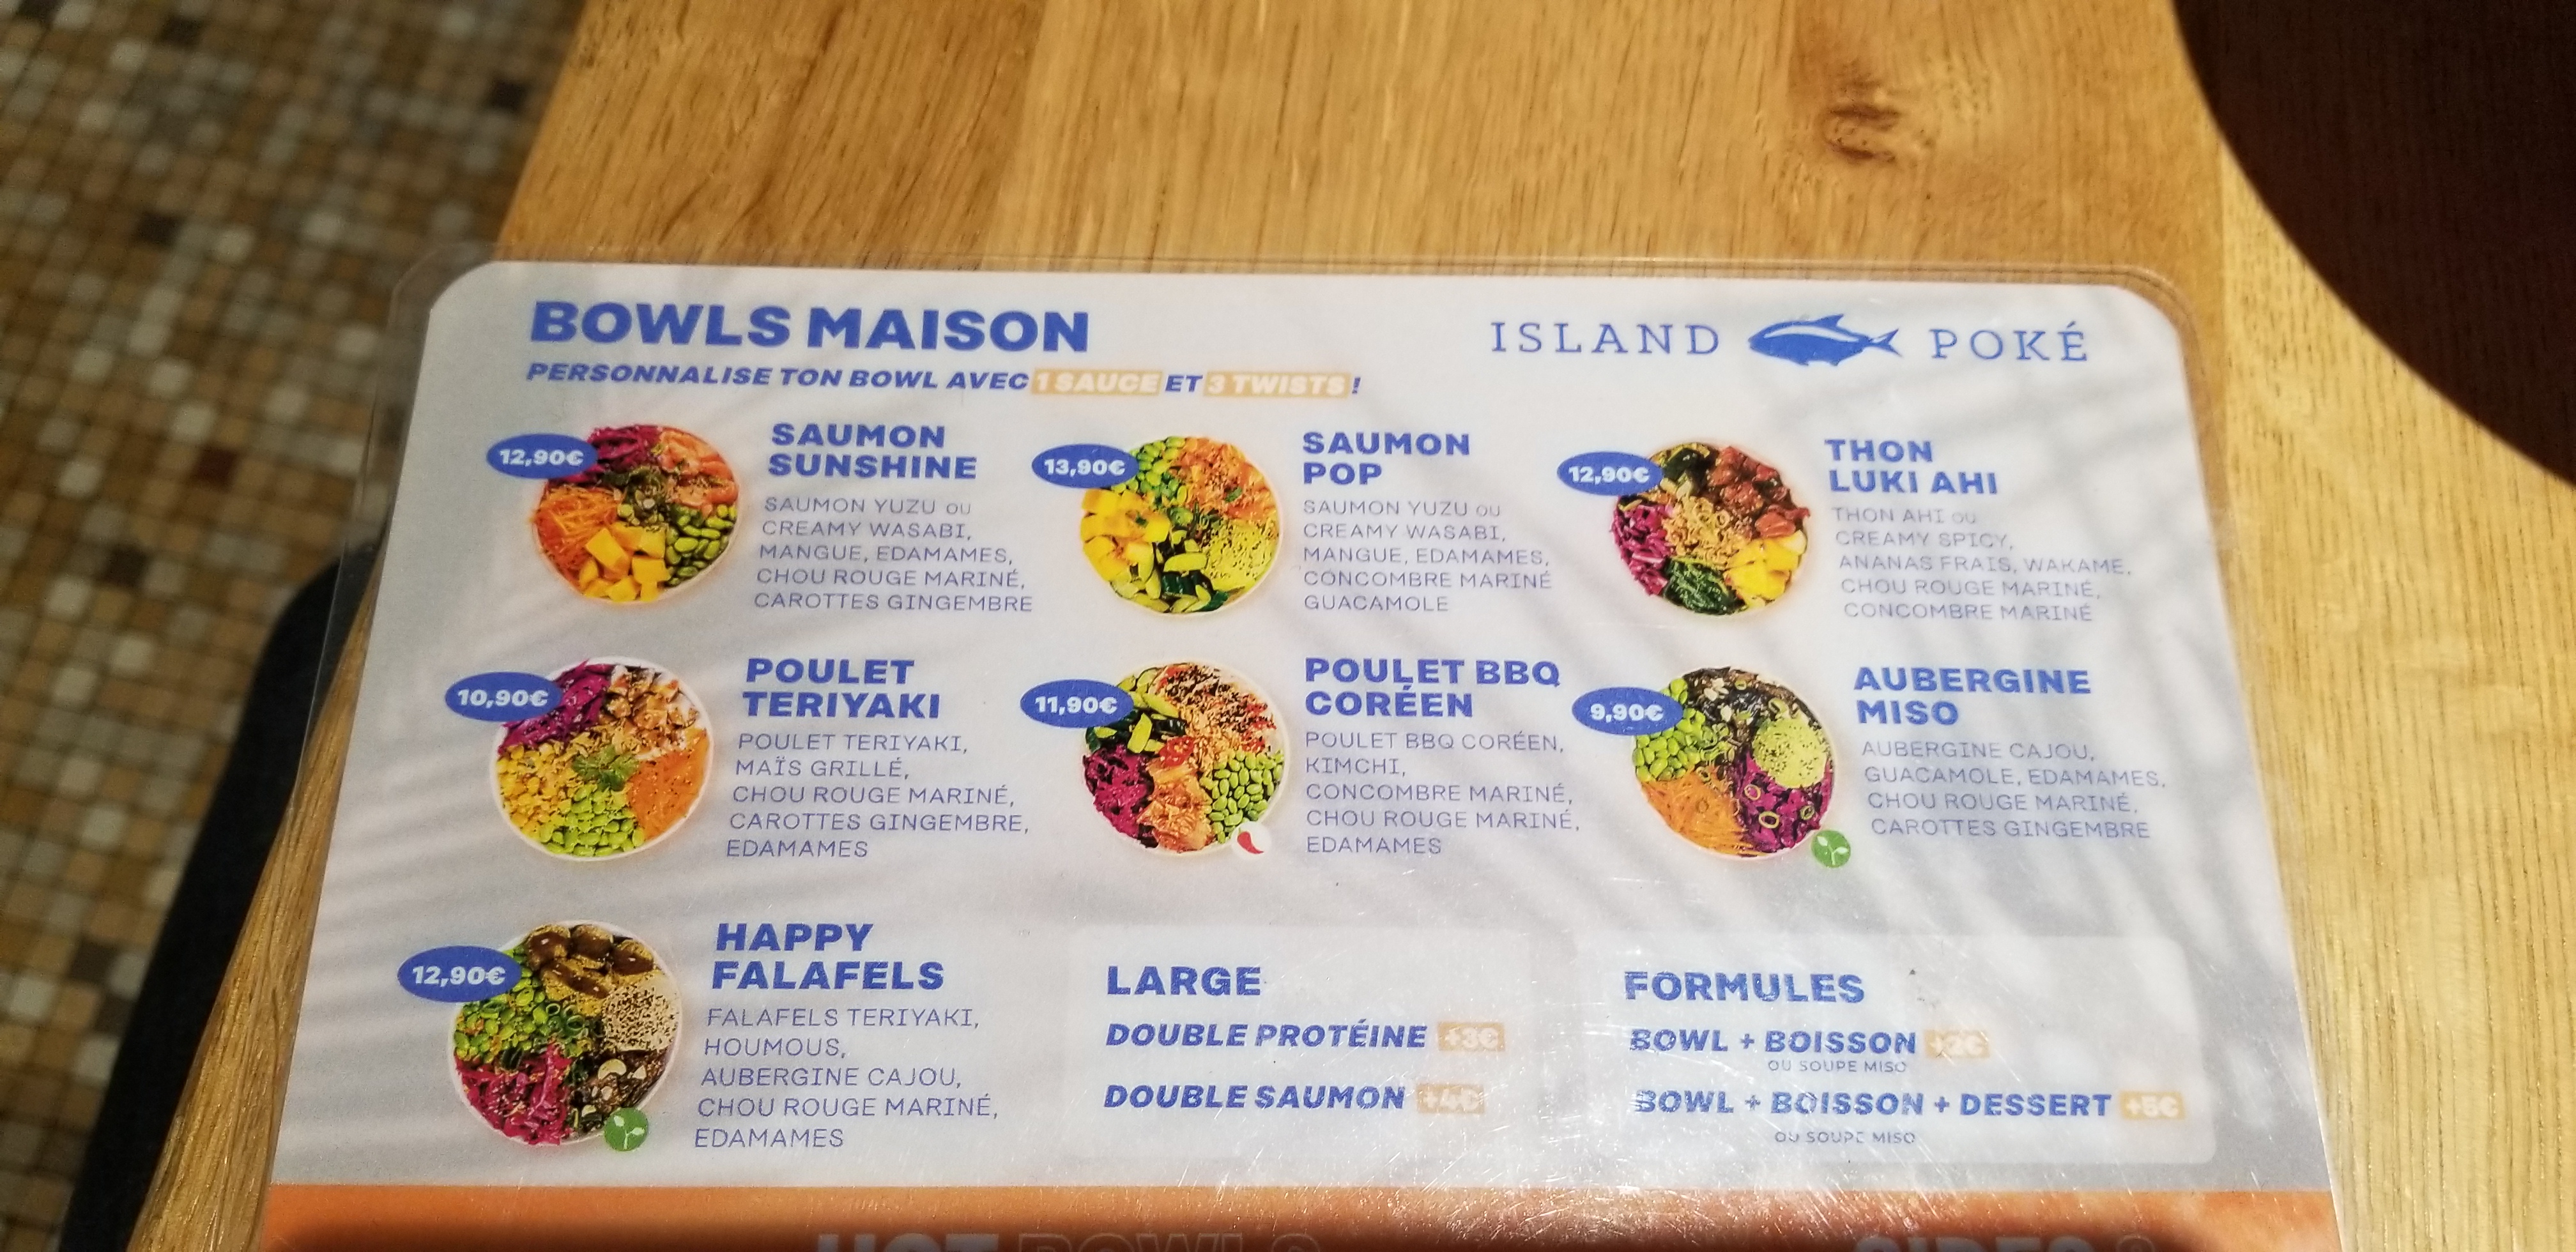 BOWLS MAISON
PERSONNALISE TON BOWL AVEC 1 SAUCE ET 3 TWISTS !
ISLAND POKÉ
12,90€
SAUMON
SUNSHINE
SAUMON YUZU OU
CREAMY WASABI,
MANGUE, EDAMAMES,
CHOU ROUGE MARINÉ,
CAROTTES GINGEMBRE
13,90€
SAUMON
POP
SAUMON YUZU OU
CREAMY WASABI,
MANGUE, EDAMAMES,
CONCOMBRE MARINÉ
GUACAMOLE
12,90€
THON
LUKI AHI
THON AHI OU
CREAMY SPICY,
ANANAS FRAIS, WAKAME,
CHOU ROUGE MARINÉ,
CONCOMBRE MARINÉ
10,90€
POULET
TERIYAKI
POULET TERIYAKI,
MAÏS GRILLÉ,
CHOU ROUGE MARINÉ,
CAROTTES GINGEMBRE,
EDAMAMES
11,90€
POULET BBQ
CORÉEN
POULET BBQ CORÉEN,
KIMCHI,
CONCOMBRE MARINÉ,
CHOU ROUGE MARINÉ,
EDAMAMES
9,90€
AUBERGINE
MISO
AUBERGINE CAJOU,
GUACAMOLE, EDAMAMES,
CHOU ROUGE MARINÉ,
CAROTTES GINGEMBRE
12,90€
HAPPY
FALAFELS
FALAFELS TERIYAKI,
HOUMOUS,
AUBERGINE CAJOU,
CHOU ROUGE MARINÉ,
EDAMAMES
LARGE
DOUBLE PROTÉINE +3€
DOUBLE SAUMON +4€
FORMULES
BOWL + BOISSON
OU SOUPE MISO
BOWL + BOISSON + DESSERT +5€
OU SOUPE MISO
HOT BOWLS